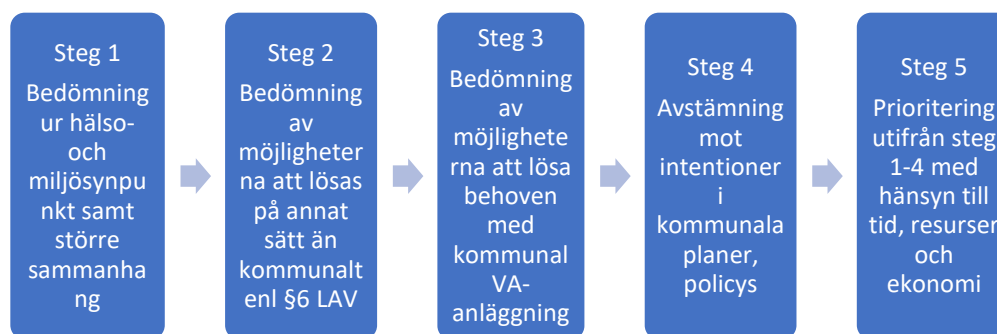 Steg 1
Bedömning
ur hälso-
och
miljösynpu
nkt samt
större
sammanha
ng
Steg 2
Bedömning
av
möjligheter
na att lösas
på annat
sätt än
kommunalt
enl §6 LAV
Steg 3
Bedömning
av
möjlighete
rna att lösa
behoven
med
kommunal
VA-
anläggning
Steg 4
Avstämning
mot
intentioner
i
kommunala
planer,
policys
Steg 5
Prioritering
utifrån steg
1-4 med
hänsyn till
tid, resurser
och
ekonomi